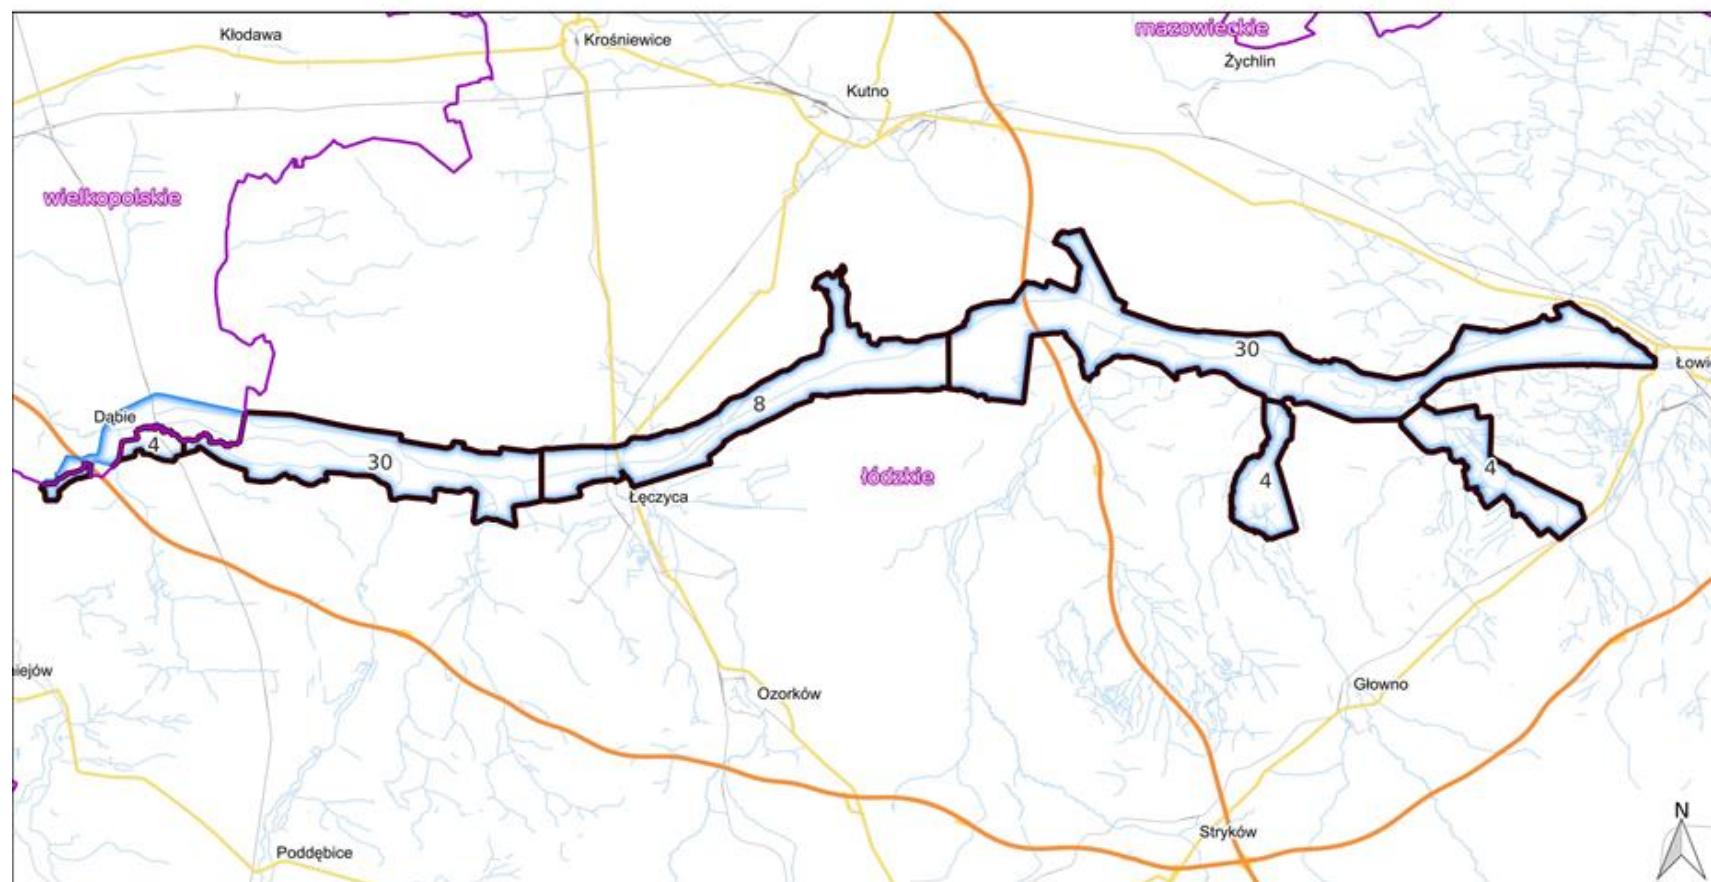 Kłodawa
Krośniewice
mazowieckie
Żychlin
Kutno
wielkopolskie
30
Łowi
Dąbie
8
4
30
4
łódzkie
4
Łęczyca
niejów
Głowno
Ozorków
N
Stryków
Poddębice